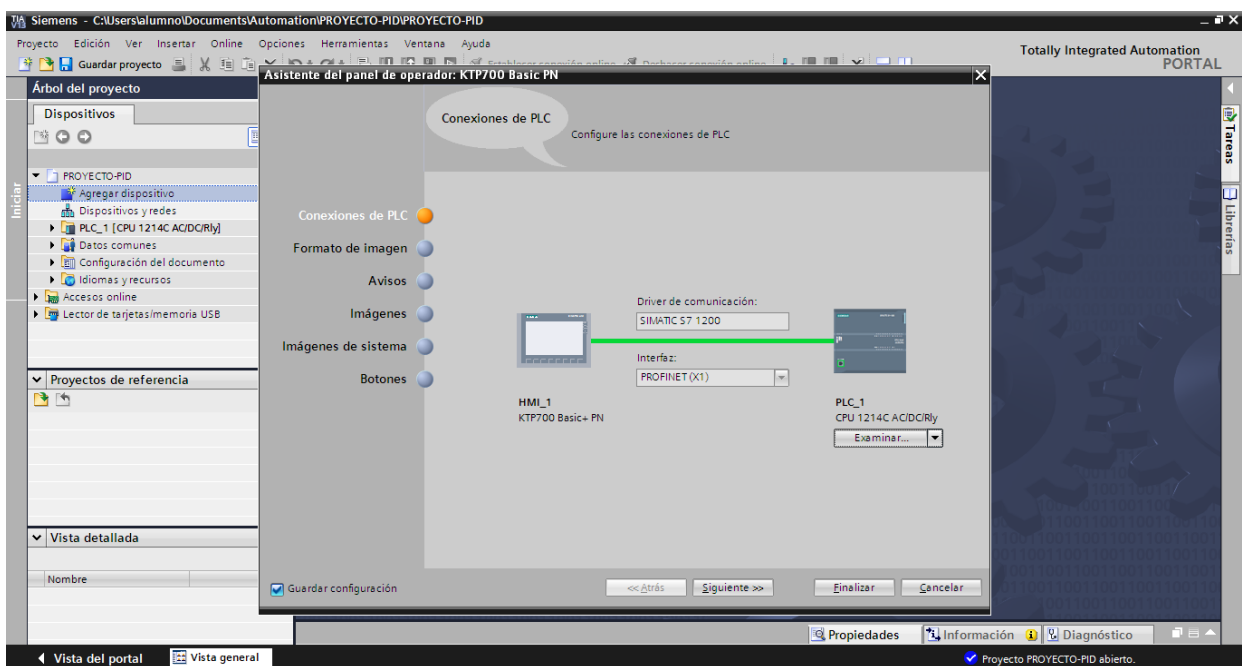 Siemens - C:\Users\alumno\Documents\Automation\PROYECTO-PID\PROYECTO-PID
Proyecto Edición Ver Insertar Online Opciones Herramientas Ventana Ayuda
Totally Integrated Automation
PORTAL
Guardar proyecto
Establecer conexión online Deshacer conexión online
Árbol del proyecto
Dispositivos
PROYECTO-PID
Agregar dispositivo
Dispositivos y redes
PLC_1 [CPU 1214C AC/DC/Rly]
Datos comunes
Configuración del documento
Idiomas y recursos
Accesos online
Lector de tarjetas/memoria USB
Proyectos de referencia
Vista detallada
Nombre
Iniciar
Asistente del panel de operador: KTP700 Basic PN
Conexiones de PLC
Configure las conexiones de PLC
Conexiones de PLC
Formato de imagen
Avisos
Imágenes
Imágenes de sistema
Botones
Driver de comunicación:
SIMATIC S7 1200
Interfaz:
PROFINET (X1)
HMI_1
KTP700 Basic+ PN
PLC_1
CPU 1214C AC/DC/Rly
Examinar...
Guardar configuración
<< Atrás
Siguiente >>
Finalizar
Cancelar
Tareas
Librerías
Propiedades
Información
Diagnóstico
Vista del portal
Vista general
Proyecto PROYECTO-PID abierto.